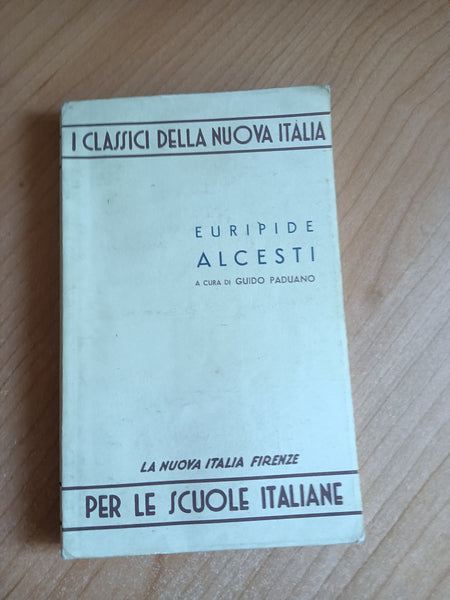 I CLASSICI DELLA NUOVA ITALIA
EURIPIDE
ALCESTI
A CURA DI GUIDO PADUANO
LA NUOVA ITALIA FIRENZE
PER LE SCUOLE ITALIANE